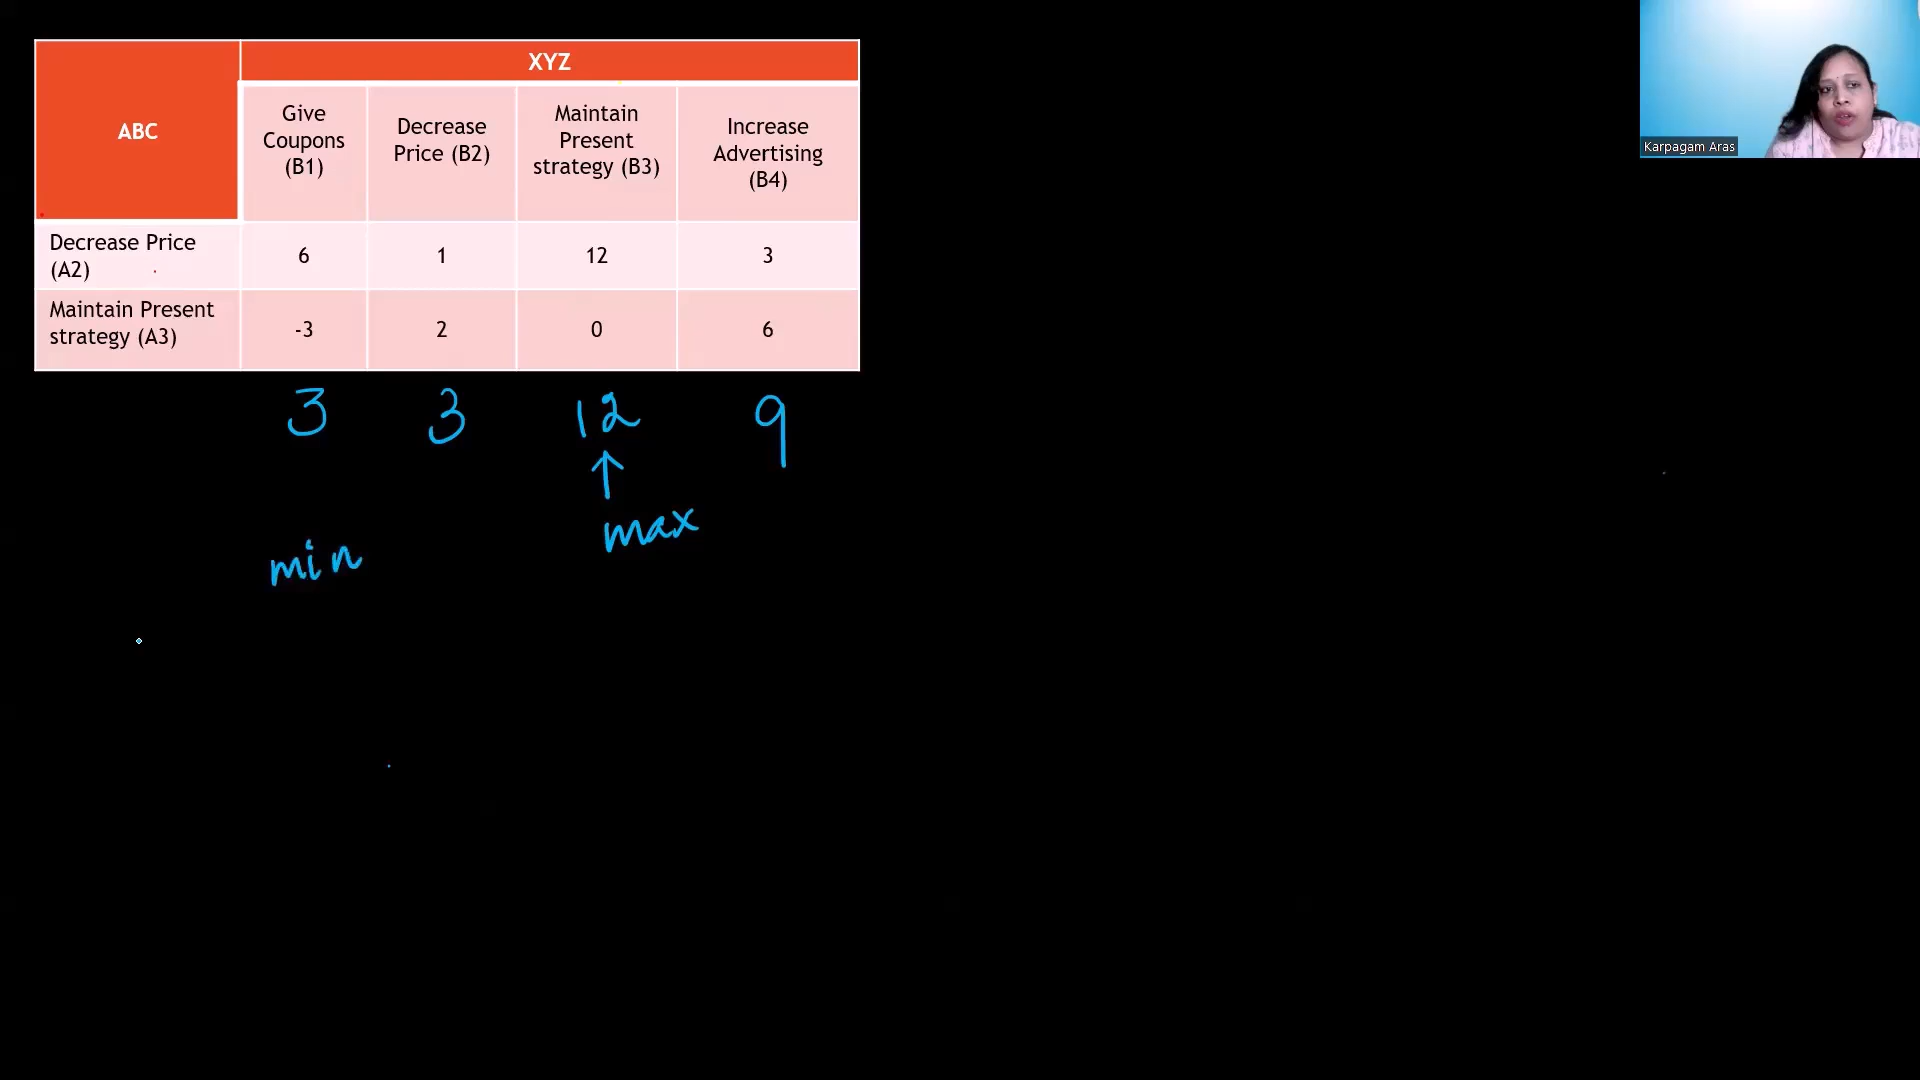 XYZ
ABC
Give
Coupons
(B1)
Decrease
Price (B2)
Maintain
Present
strategy (B3)
Increase
Advertising
(B4)
Decrease Price
(A2)
6
1
12
3
Maintain Present
strategy (A3)
-3
2
0
6
3
3
12
9
max
min
Karpagam Aras